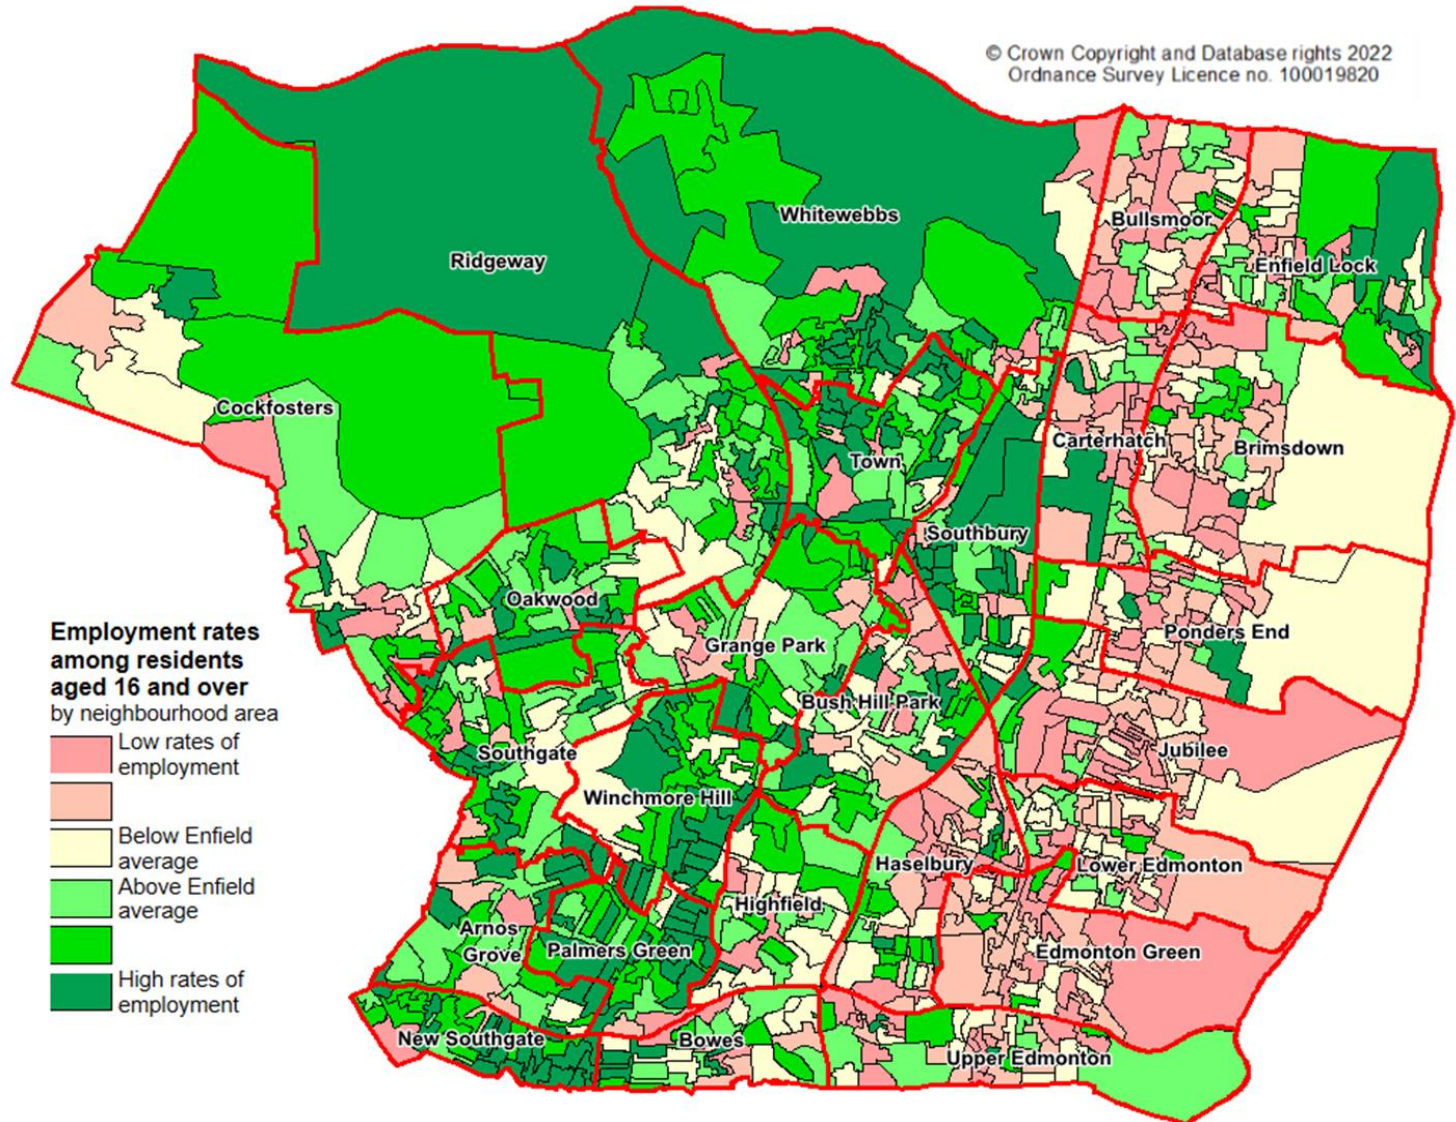 © Crown Copyright and Database rights 2022
Ordnance Survey Licence no. 100019820
Whitewebbs
Bullsmoor
Ridgeway
Enfield Lock
Cockfosters
Carterhatch
Brimsdown
Town
Southbury
Oakwood
Ponders End
Grange Park
Bush Hill Park
Southgate
Jubilee
Winchmore Hill
Haselbury
Lower Edmonton
Highfield
Arnos
Grove
Palmers Green
Edmonton Green
New Southgate
Bowes
Upper Edmonton
Employment rates
among residents
aged 16 and over
by neighbourhood area
Low rates of
employment
Below Enfield
average
Above Enfield
average
High rates of
employment